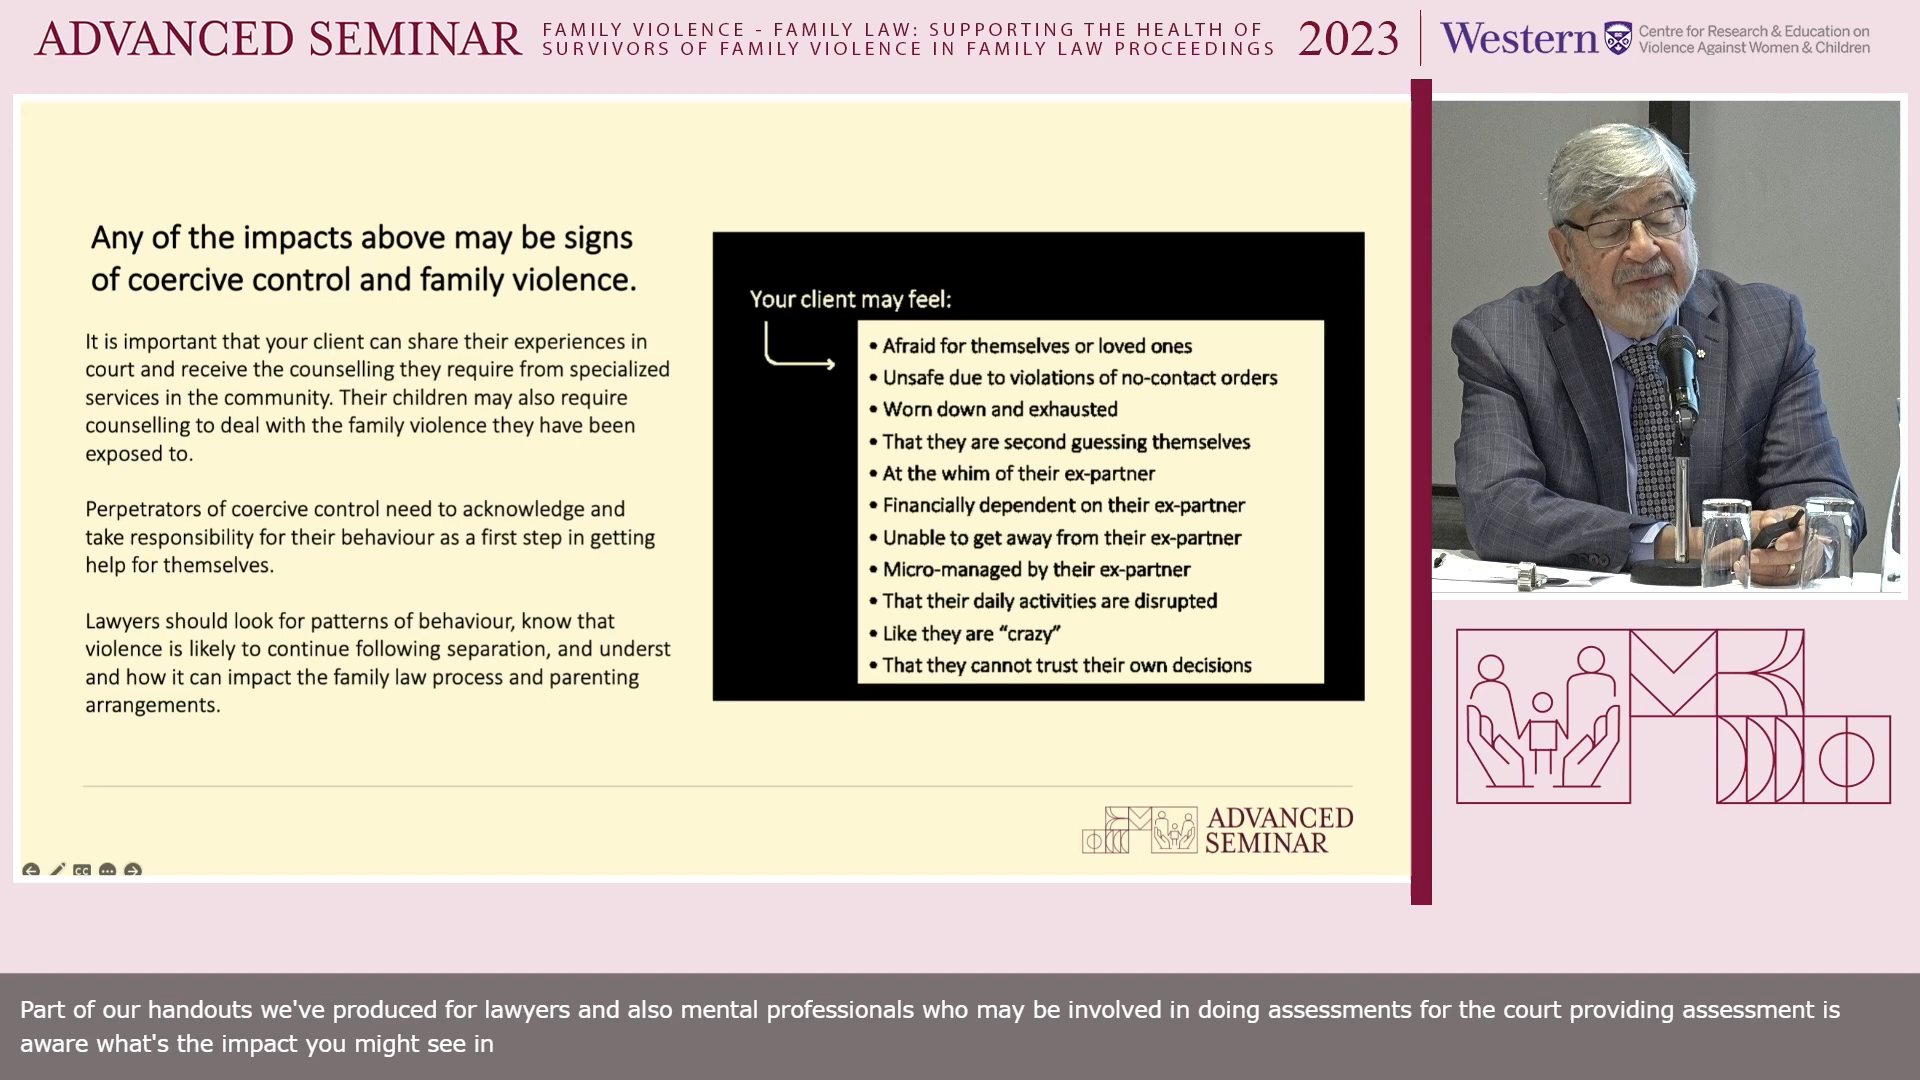 ADVANCED SEMINAR
FAMILY VIOLENCE - FAMILY LAW: SUPPORTING THE HEALTH OF
SURVIVORS OF FAMILY VIOLENCE IN FAMILY LAW PROCEEDINGS
2023
Western
Centre for Research & Education on
Violence Against Women & Children
Any of the impacts above may be signs
of coercive control and family violence.
It is important that your client can share their experiences in
court and receive the counselling they require from specialized
services in the community. Their children may also require
counselling to deal with the family violence they have been
exposed to.
Perpetrators of coercive control need to acknowledge and
take responsibility for their behaviour as a first step in getting
help for themselves.
Lawyers should look for patterns of behaviour, know that
violence is likely to continue following separation, and underst
and how it can impact the family law process and parenting
arrangements.
Your client may feel:
• Afraid for themselves or loved ones
• Unsafe due to violations of no-contact orders
• Worn down and exhausted
• That they are second guessing themselves
• At the whim of their ex-partner
• Financially dependent on their ex-partner
• Unable to get away from their ex-partner
• Micro-managed by their ex-partner
• That their daily activities are disrupted
• Like they are “crazy”
• That they cannot trust their own decisions
ADVANCED
SEMINAR
CC
Part of our handouts we've produced for lawyers and also mental professionals who may be involved in doing assessments for the court providing assessment is
aware what's the impact you might see in